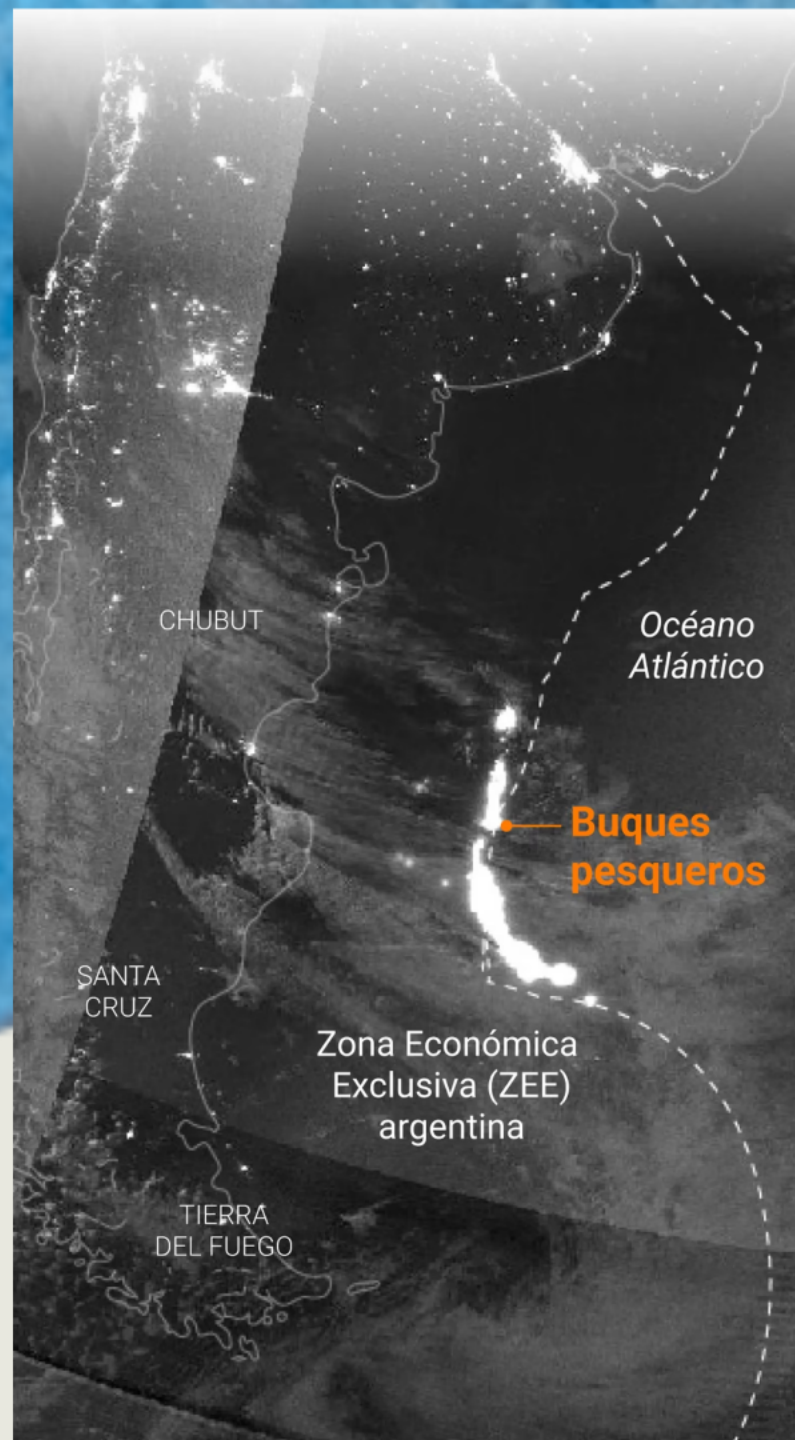 CHUBUT
Océano
Atlántico
Buques
pesqueros
SANTA
CRUZ
Zona Económica
Exclusiva (ZEE)
argentina
TIERRA
DEL FUEGO